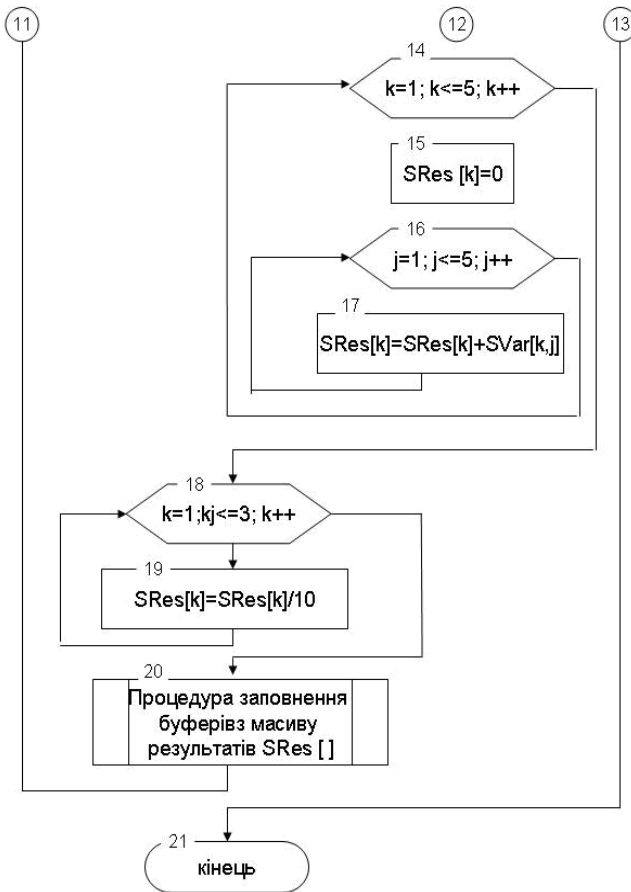 11
12
13
14
k=1; k<=5; k++
15
SRes [k]=0
16
j=1; j<=5; j++
17
SRes[k]=SRes[k]+SVar[k,j]
18
k=1;kj<=3; k++
19
SRes[k]=SRes[k]/10
20
Процедура заповнення
буферівз масиву
результатів SRes [ ]
21
кінець